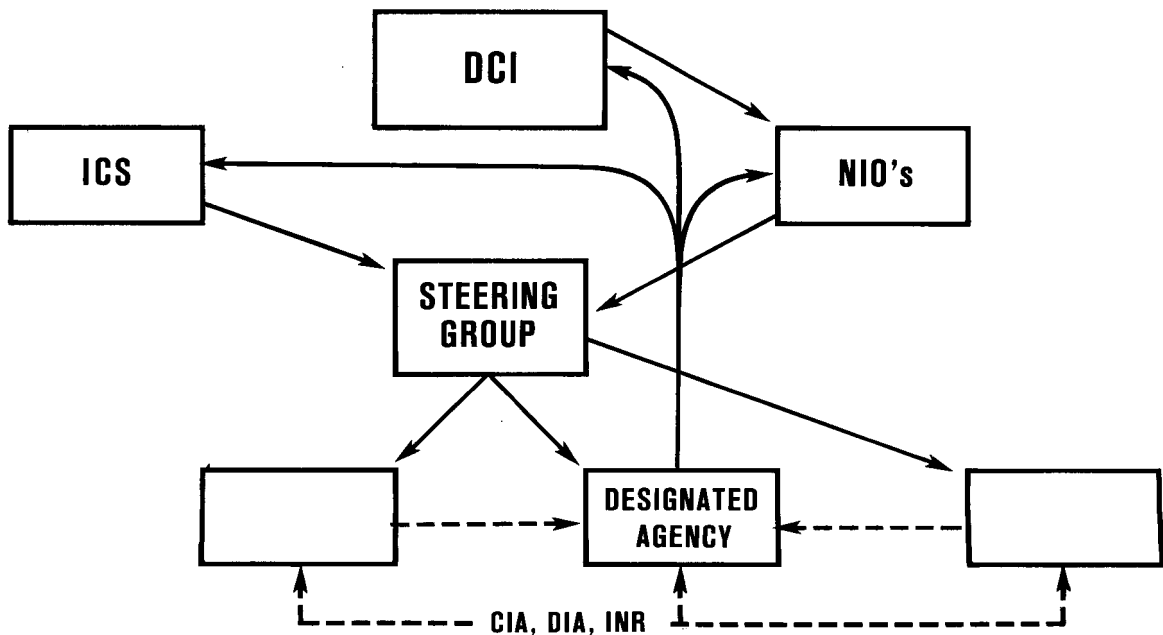 DCI
ICS
NIO's
STEERING
GROUP
DESIGNATED
AGENCY
CIA, DIA, INR